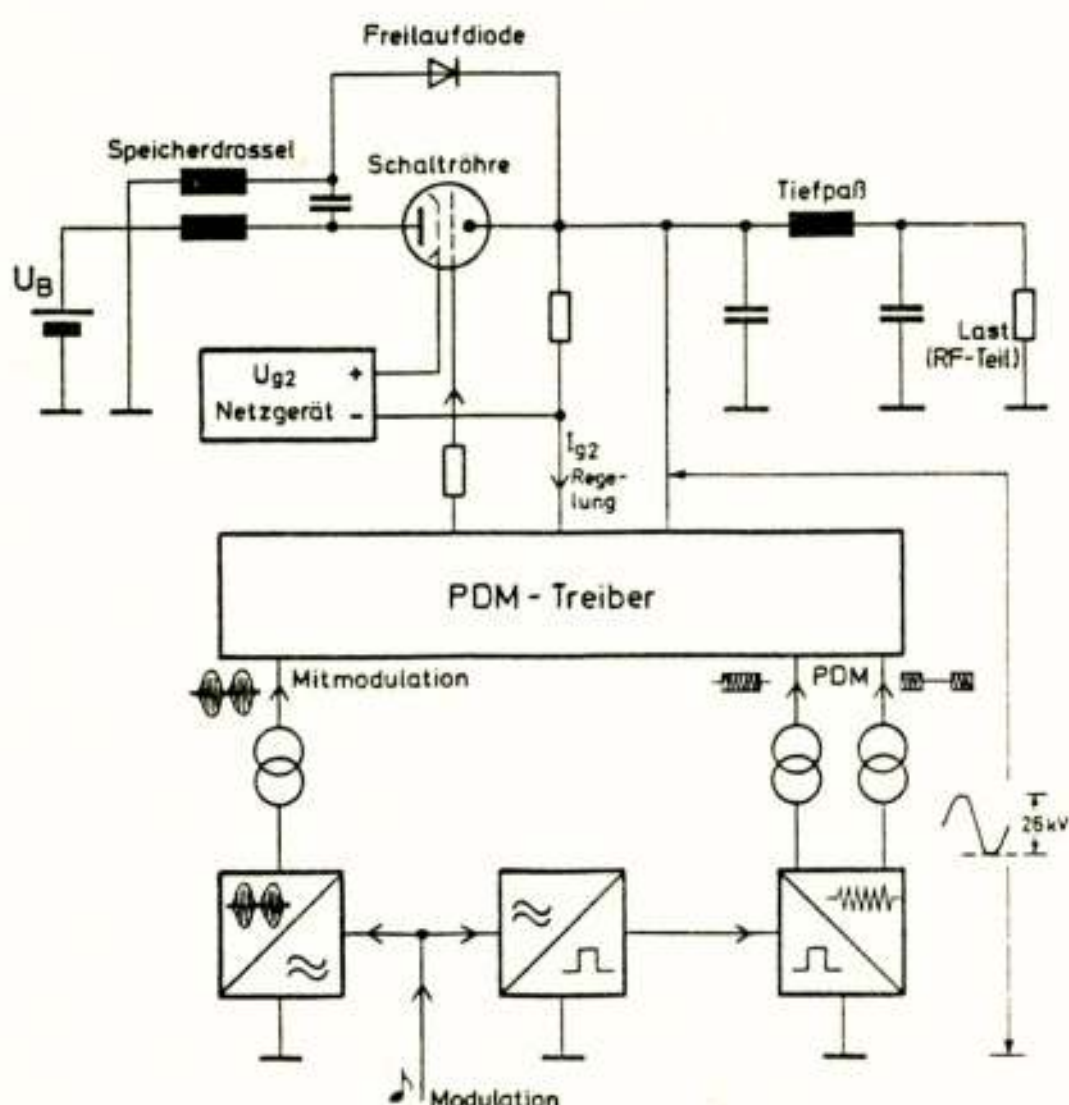 Freilaufdiode
Speicherdrossel
Schaltröhre
Tiefpaß
U_B
Last
(RF-Teil)
U_g2 +
Netzgerät -
I_g2
Rege-
lung
PDM - Treiber
Mitmodulation
PDM
26 kV
Modulation